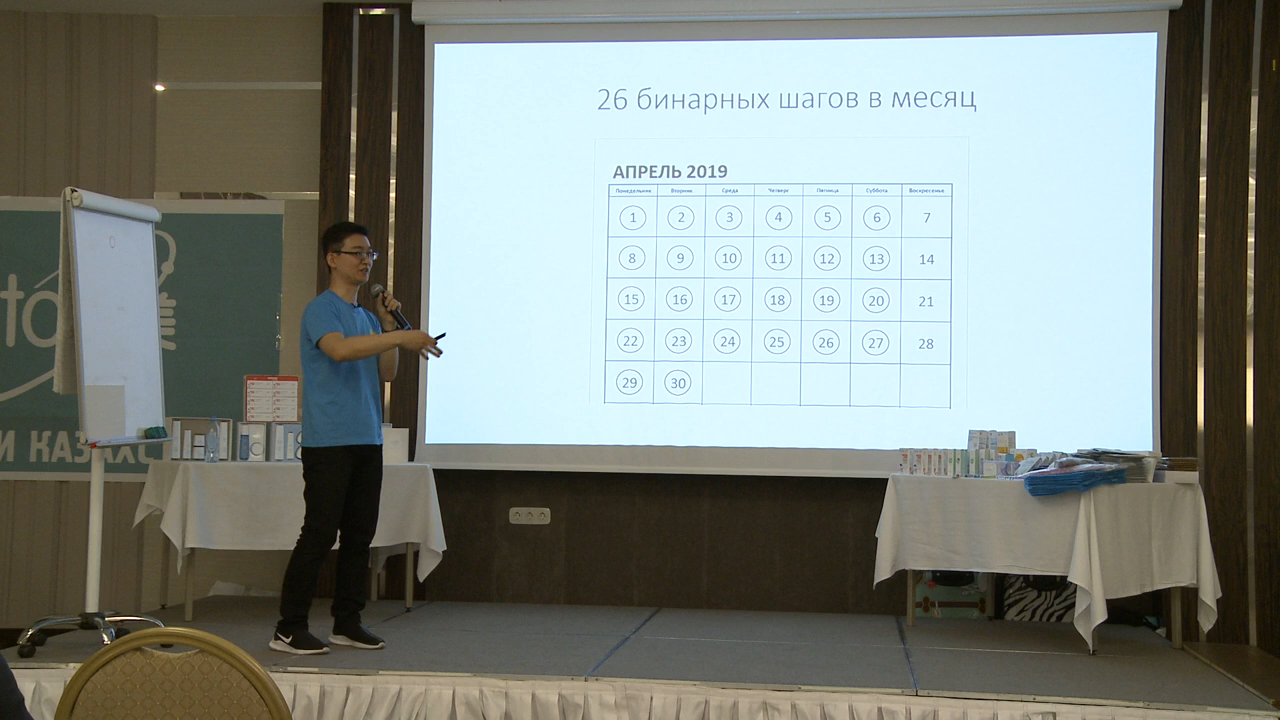 26 бинарных шагов в месяц
АПРЕЛЬ 2019
Понедельник Вторник Среда Четверг Пятница Суббота Воскресенье
1 2 3 4 5 6 7
8 9 10 11 12 13 14
15 16 17 18 19 20 21
22 23 24 25 26 27 28
29 30
И КАЗАХС